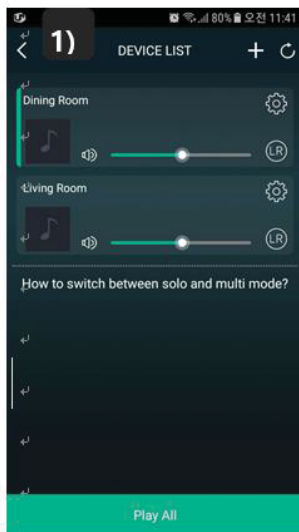 80% 오전 11:41
1)
DEVICE LIST
Dining Room
LR
Living Room
LR
How to switch between solo and multi mode?
Play All